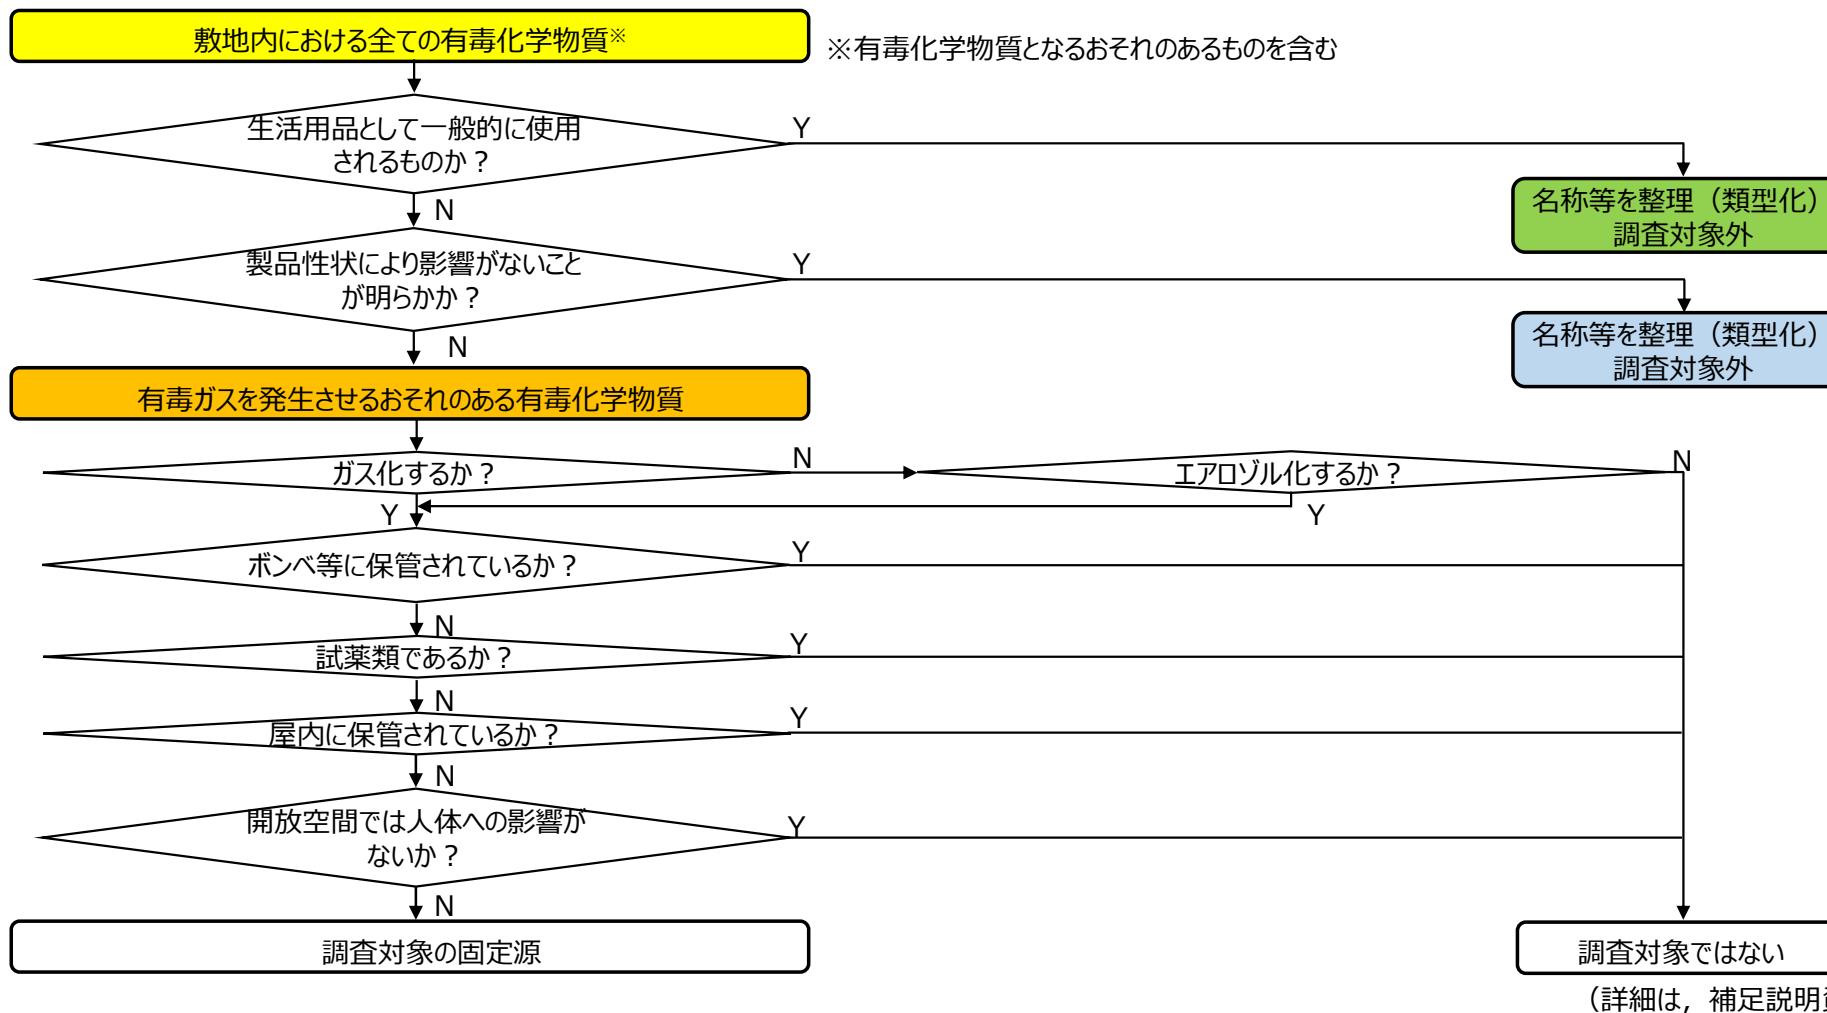 敷地内における全ての有毒化学物質※
※有毒化学物質となるおそれのあるものを含む
生活用品として一般的に使用
されるものか？
Y
N
名称等を整理（類型化）
調査対象外
製品性状により影響がないこと
が明らかか？
Y
N
名称等を整理（類型化）
調査対象外
有毒ガスを発生させるおそれのある有毒化学物質
ガス化するか？
N
エアロゾル化するか？
N
Y
Y
ボンベ等に保管されているか？
Y
N
試薬類であるか？
Y
N
屋内に保管されているか？
Y
N
開放空間では人体への影響が
ないか？
Y
N
調査対象の固定源
調査対象ではない
（詳細は，補足説明